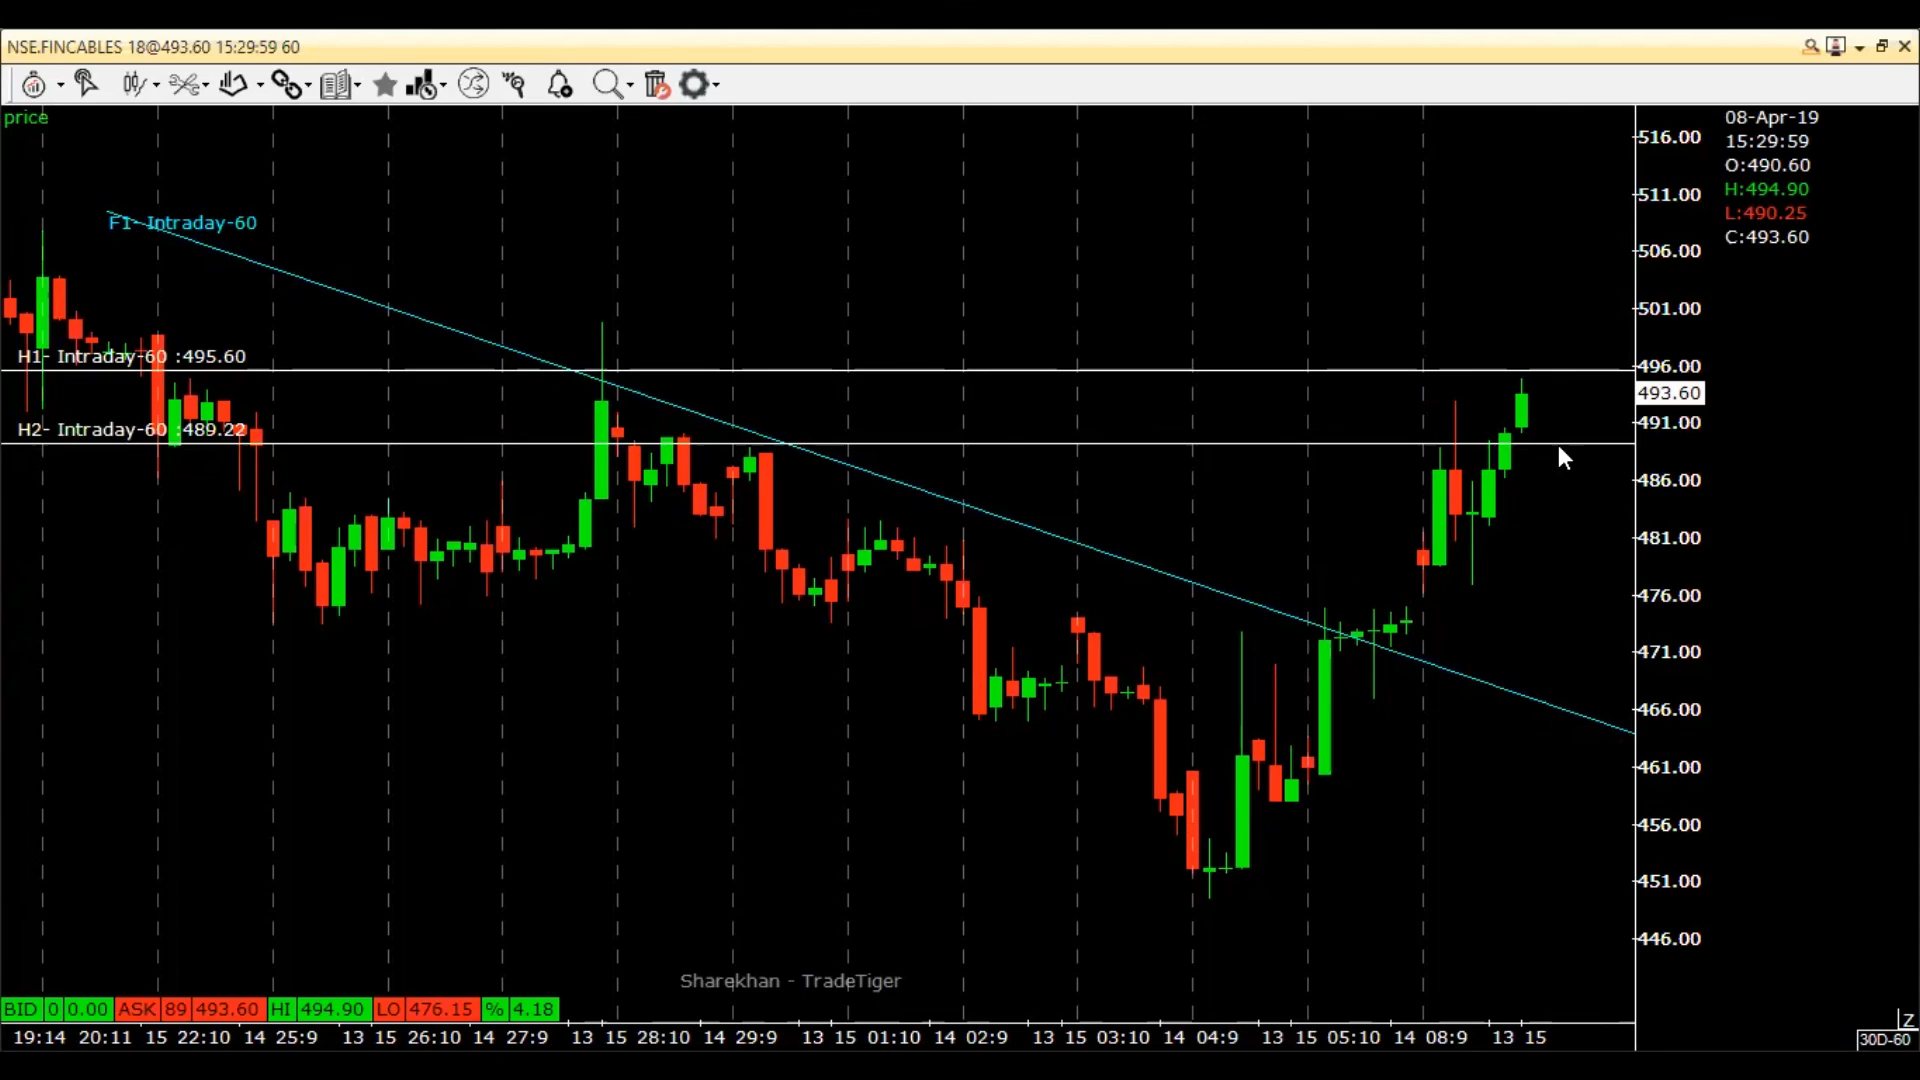 NSE.FINCABLES 18@493.60 15:29:59 60
price
08-Apr-19
15:29:59
O:490.60
H:494.90
L:490.25
C:493.60
F1- Intraday-60
H1- Intraday-60 :495.60
H2- Intraday-60 :489.22
516.00
511.00
506.00
501.00
496.00
493.60
491.00
486.00
481.00
476.00
471.00
466.00
461.00
456.00
451.00
446.00
Sharekhan - TradeTiger
BID 0 0.00 ASK 89 493.60 HI 494.90 LO 476.15 % 4.18
19:14 20:11 15 22:10 14 25:9 13 15 26:10 14 27:9 13 15 28:10 14 29:9 13 15 01:10 14 02:9 13 15 03:10 14 04:9 13 15 05:10 14 08:9 13 15
Z
30D-60